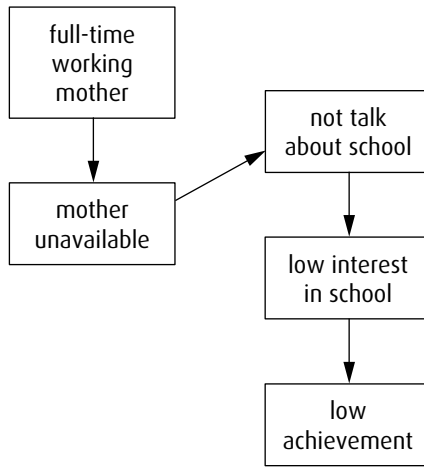 full-time
working
mother
mother
unavailable
not talk
about school
low interest
in school
low
achievement